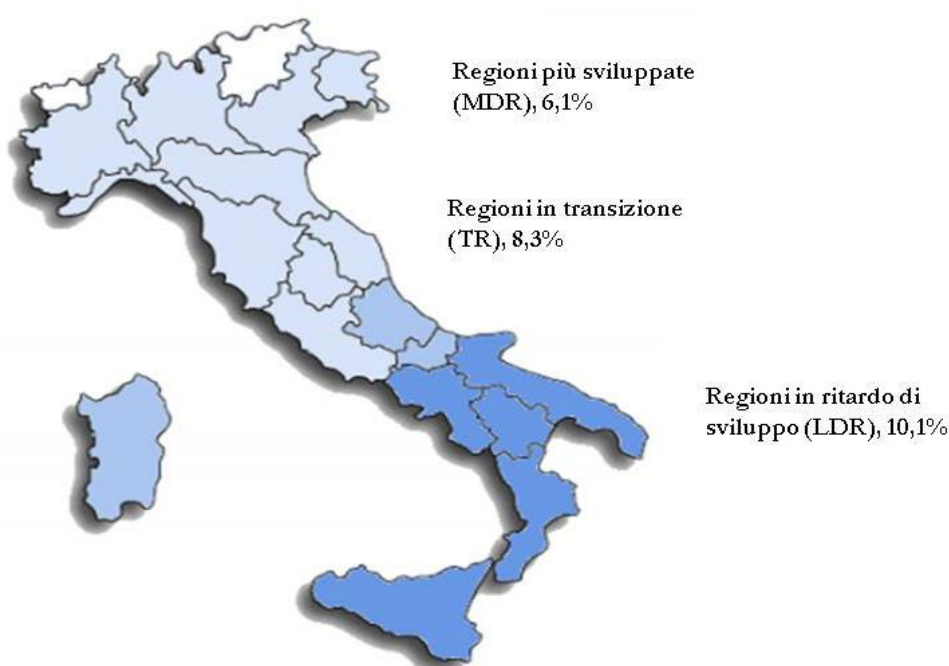 Regioni più sviluppate
(MDR), 6,1%
Regioni in transizione
(TR), 8,3%
Regioni in ritardo di
sviluppo (LDR), 10,1%